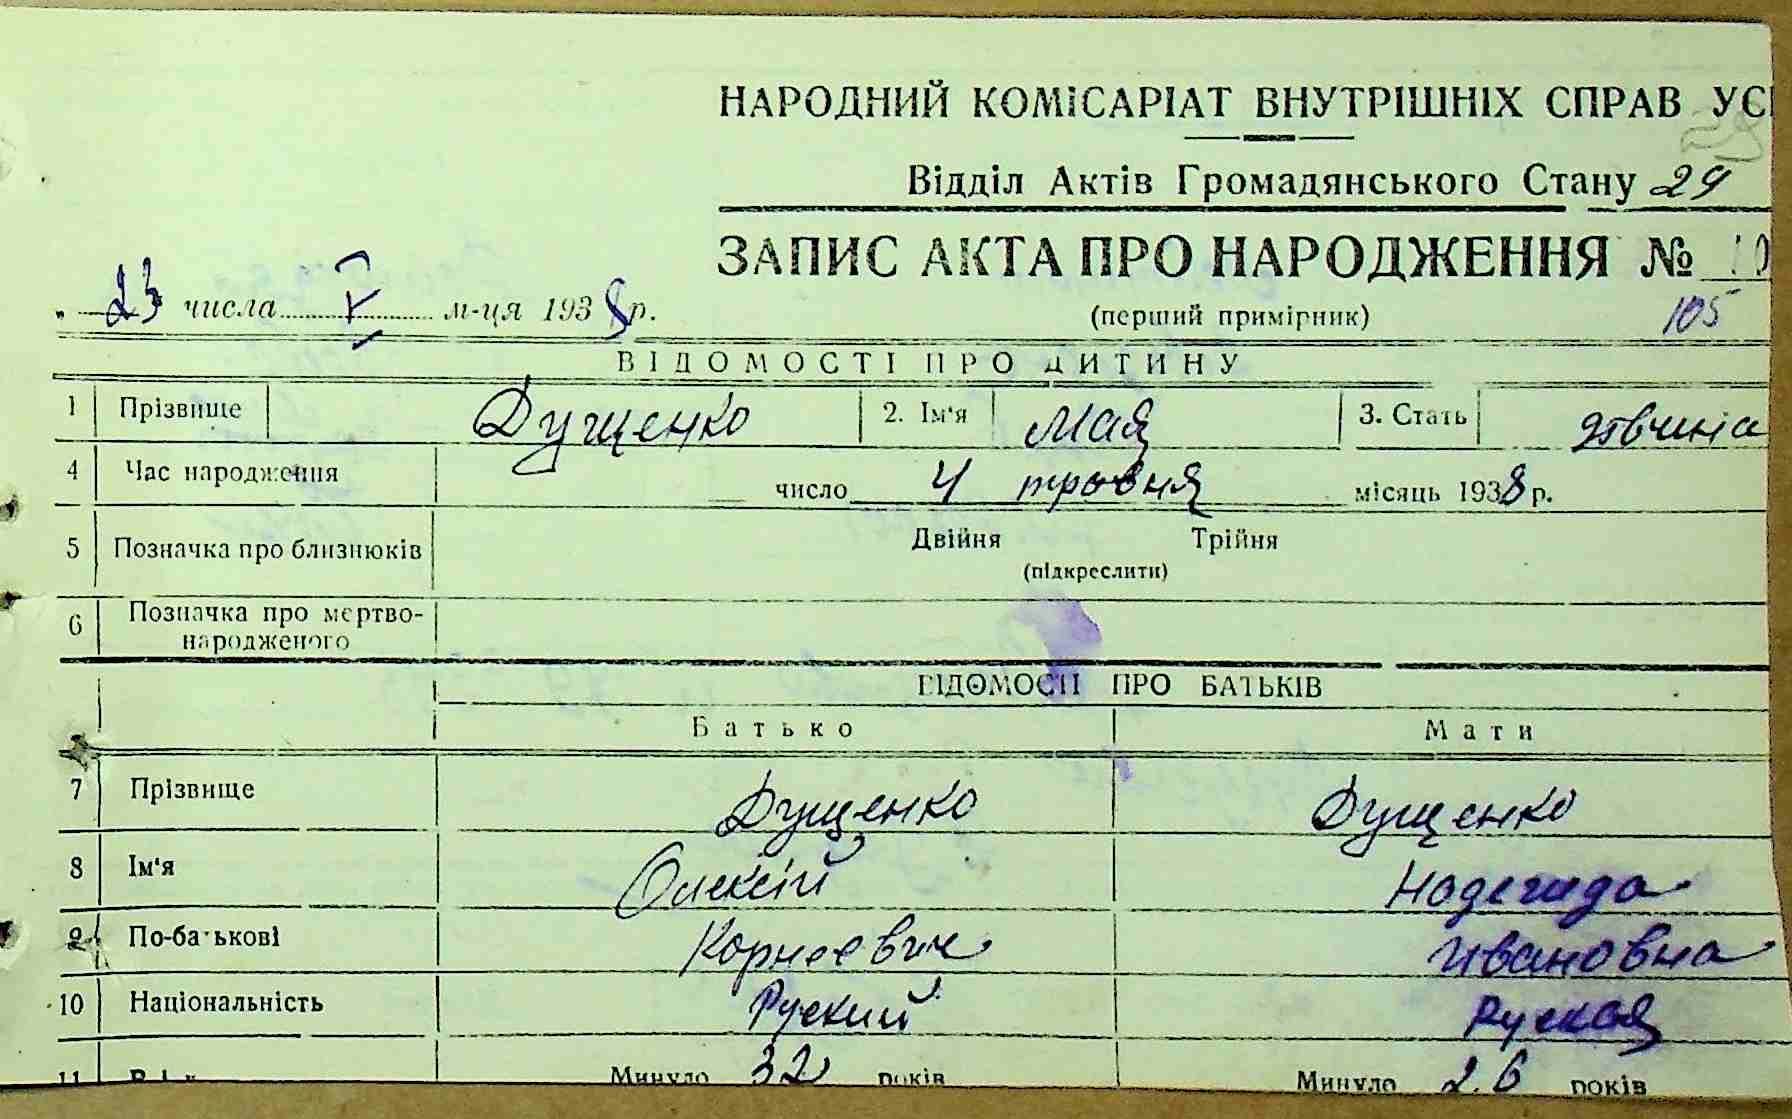 НАРОДНИЙ КОМІСАРІАТ ВНУТРІШНІХ СПРАВ
Відділ Актів Громадянського Стану 29
ЗАПИС АКТА ПРО НАРОДЖЕННЯ № 10
" 23 числа V м-ця 1938 р. (перший примірник) 105
ВІДОМОСТІ ПРО ДИТИНУ
1 Прізвище Дущенко 2. Ім'я Мая 3. Стать дівчина
4 Час народження число 4 травня місяць 1938 р.
5 Позначка про близнюків Двійня Трійня
(підкреслити)
6 Позначка про мертво-
народженого
ВІДОМОСТІ ПРО БАТЬКІВ
Батько Мати
7 Прізвище Дущенко Дущенко
8 Ім'я Олексій Надежда
9 По-батькові Корнеевич Ивановна
10 Національність Руский Руская
11 Минуло 32 років Минуло 26 років